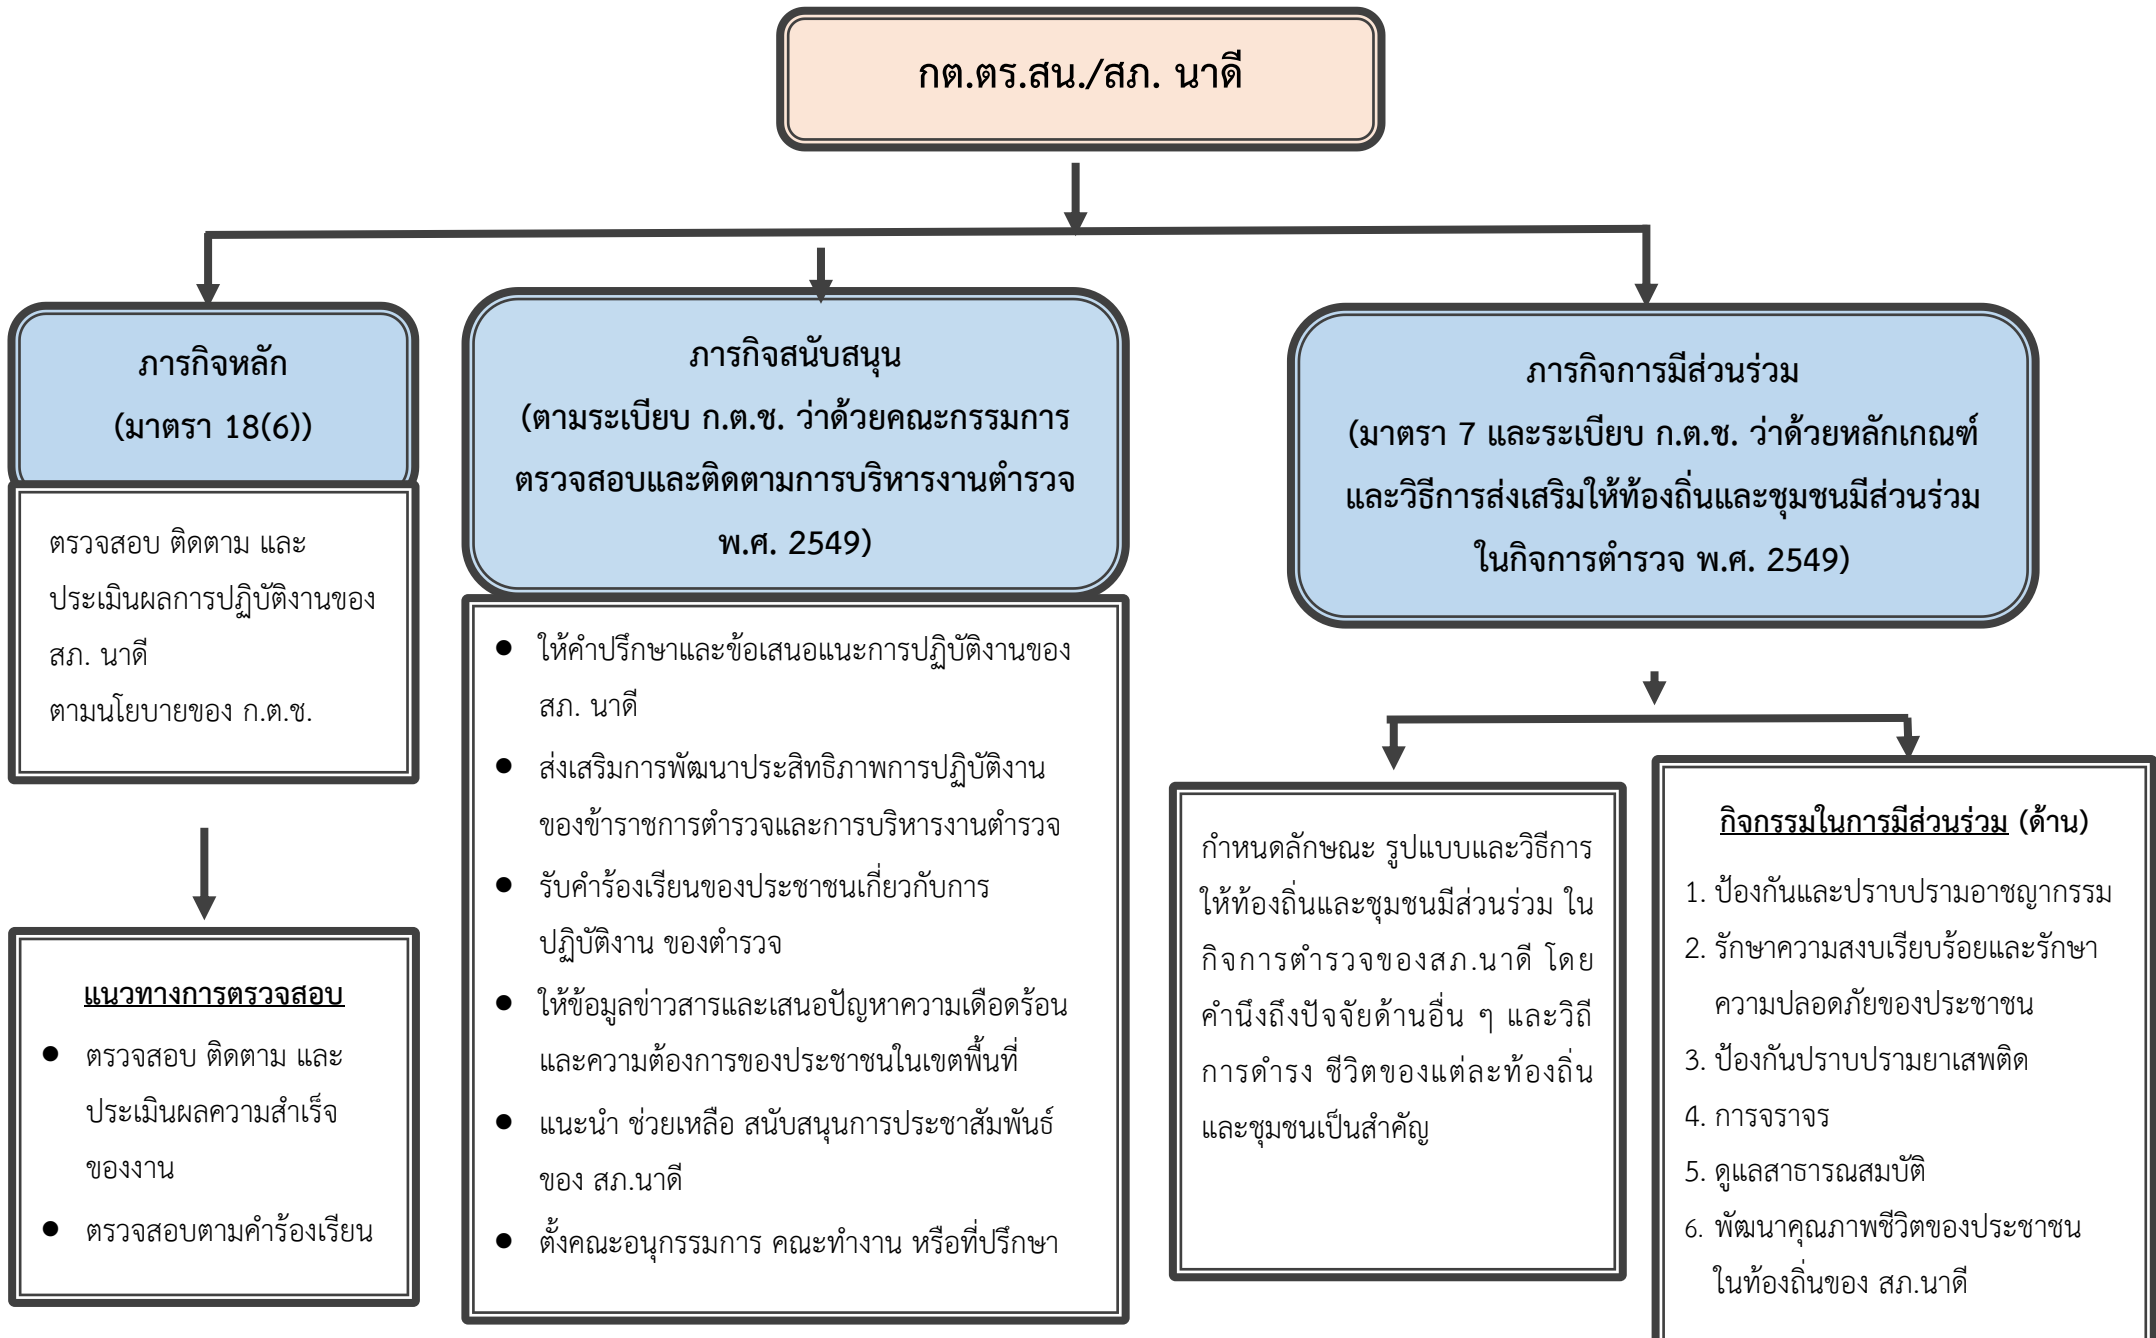 กต.ตร.สน./สภ. นาดี
ภารกิจหลัก
(มาตรา 18(6))
ตรวจสอบ ติดตาม และ
ประเมินผลการปฏิบัติงานของ
สภ. นาดี
ตามนโยบายของ ก.ต.ช.
แนวทางการตรวจสอบ
● ตรวจสอบ ติดตาม และ
ประเมินผลความสำเร็จ
ของงาน
● ตรวจสอบตามคำร้องเรียน
ภารกิจสนับสนุน
(ตามระเบียบ ก.ต.ช. ว่าด้วยคณะกรรมการ
ตรวจสอบและติดตามการบริหารงานตำรวจ
พ.ศ. 2549)
● ให้คำปรึกษาและข้อเสนอแนะการปฏิบัติงานของ
สภ. นาดี
● ส่งเสริมการพัฒนาประสิทธิภาพการปฏิบัติงาน
ของข้าราชการตำรวจและการบริหารงานตำรวจ
● รับคำร้องเรียนของประชาชนเกี่ยวกับการ
ปฏิบัติงาน ของตำรวจ
● ให้ข้อมูลข่าวสารและเสนอปัญหาความเดือดร้อน
และความต้องการของประชาชนในเขตพื้นที่
● แนะนำ ช่วยเหลือ สนับสนุนการประชาสัมพันธ์
ของ สภ.นาดี
● ตั้งคณะอนุกรรมการ คณะทำงาน หรือที่ปรึกษา
ภารกิจการมีส่วนร่วม
(มาตรา 7 และระเบียบ ก.ต.ช. ว่าด้วยหลักเกณฑ์
และวิธีการส่งเสริมให้ท้องถิ่นและชุมชนมีส่วนร่วม
ในกิจการตำรวจ พ.ศ. 2549)
กำหนดลักษณะ รูปแบบและวิธีการ
ให้ท้องถิ่นและชุมชนมีส่วนร่วม ใน
กิจการตำรวจของสภ.นาดี โดย
คำนึงถึงปัจจัยด้านอื่น ๆ และวิถี
การดำรง ชีวิตของแต่ละท้องถิ่น
และชุมชนเป็นสำคัญ
กิจกรรมในการมีส่วนร่วม (ด้าน)
1. ป้องกันและปราบปรามอาชญากรรม
2. รักษาความสงบเรียบร้อยและรักษา
ความปลอดภัยของประชาชน
3. ป้องกันปราบปรามยาเสพติด
4. การจราจร
5. ดูแลสาธารณสมบัติ
6. พัฒนาคุณภาพชีวิตของประชาชน
ในท้องถิ่นของ สภ.นาดี